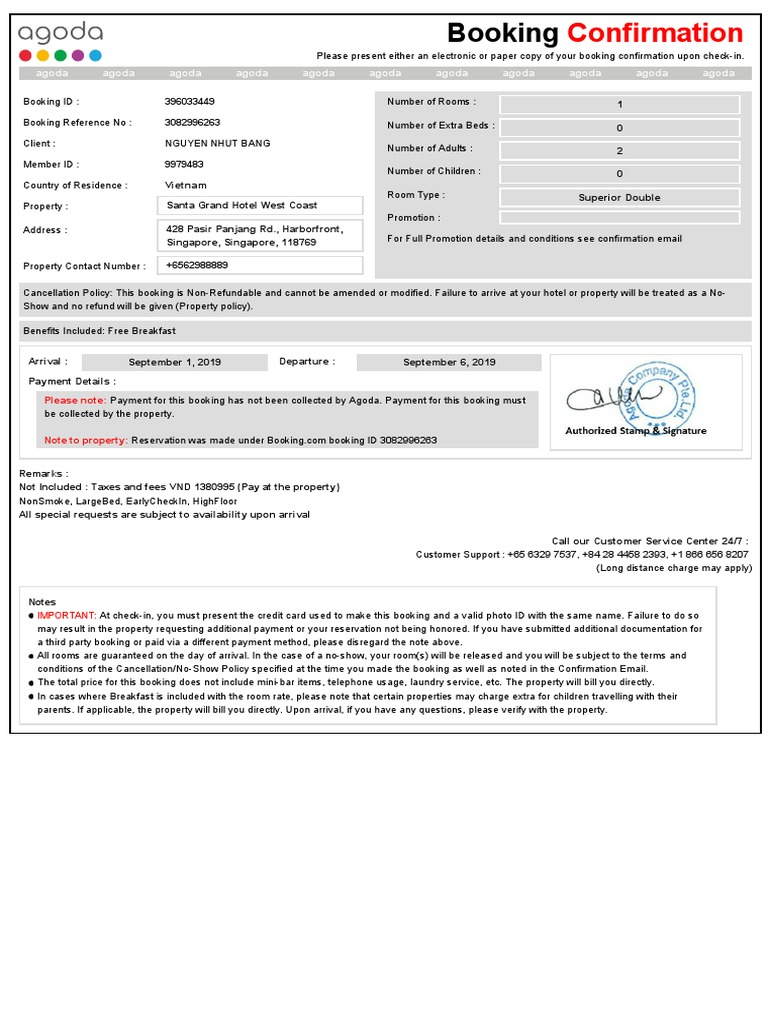 agoda
Booking Confirmation
Please present either an electronic or paper copy of your booking confirmation upon check-in.
agoda agoda agoda agoda agoda agoda agoda agoda agoda agoda agoda
Booking ID : 396033449
Booking Reference No : 3082996263
Client : NGUYEN NHUT BANG
Member ID : 9979483
Country of Residence : Vietnam
Property : Santa Grand Hotel West Coast
Address : 428 Pasir Panjang Rd., Harborfront,
Singapore, Singapore, 118769
Property Contact Number : +6562988889
Number of Rooms : 1
Number of Extra Beds : 0
Number of Adults : 2
Number of Children : 0
Room Type : Superior Double
Promotion :
For Full Promotion details and conditions see confirmation email
Cancellation Policy: This booking is Non-Refundable and cannot be amended or modified. Failure to arrive at your hotel or property will be treated as a No-
Show and no refund will be given (Property policy).
Benefits Included: Free Breakfast
Arrival : September 1, 2019 Departure : September 6, 2019
Payment Details :
Please note: Payment for this booking has not been collected by Agoda. Payment for this booking must
be collected by the property.
Note to property: Reservation was made under Booking.com booking ID 3082996263
Agoda Company Pte.Ltd.
Authorized Stamp & Signature
Remarks :
Not Included : Taxes and fees VND 1380995 (Pay at the property)
NonSmoke, LargeBed, EarlyCheckIn, HighFloor
All special requests are subject to availability upon arrival
Call our Customer Service Center 24/7 :
Customer Support : +65 6329 7537, +84 28 4458 2393, +1 866 656 8207
(Long distance charge may apply)
Notes
● IMPORTANT: At check-in, you must present the credit card used to make this booking and a valid photo ID with the same name. Failure to do so
may result in the property requesting additional payment or your reservation not being honored. If you have submitted additional documentation for
a third party booking or paid via a different payment method, please disregard the note above.
● All rooms are guaranteed on the day of arrival. In the case of a no-show, your room(s) will be released and you will be subject to the terms and
conditions of the Cancellation/No-Show Policy specified at the time you made the booking as well as noted in the Confirmation Email.
● The total price for this booking does not include mini-bar items, telephone usage, laundry service, etc. The property will bill you directly.
● In cases where Breakfast is included with the room rate, please note that certain properties may charge extra for children travelling with their
parents. If applicable, the property will bill you directly. Upon arrival, if you have any questions, please verify with the property.